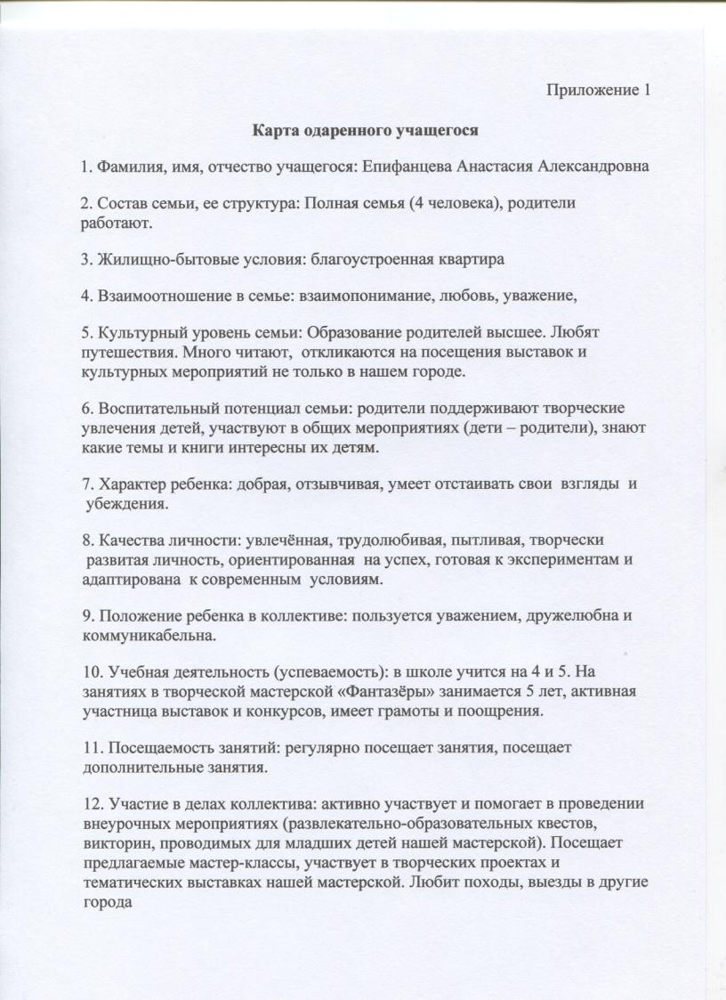 Приложение 1
Карта одаренного учащегося
1. Фамилия, имя, отчество учащегося: Епифанцева Анастасия Александровна
2. Состав семьи, ее структура: Полная семья (4 человека), родители
работают.
3. Жилищно-бытовые условия: благоустроенная квартира
4. Взаимоотношение в семье: взаимопонимание, любовь, уважение,
5. Культурный уровень семьи: Образование родителей высшее. Любят
путешествия. Много читают, откликаются на посещения выставок и
культурных мероприятий не только в нашем городе.
6. Воспитательный потенциал семьи: родители поддерживают творческие
увлечения детей, участвуют в общих мероприятиях (дети – родители), знают
какие темы и книги интересны их детям.
7. Характер ребенка: добрая, отзывчивая, умеет отстаивать свои взгляды и
убеждения.
8. Качества личности: увлечённая, трудолюбивая, пытливая, творчески
развитая личность, ориентированная на успех, готовая к экспериментам и
адаптирована к современным условиям.
9. Положение ребенка в коллективе: пользуется уважением, дружелюбна и
коммуникабельна.
10. Учебная деятельность (успеваемость): в школе учится на 4 и 5. На
занятиях в творческой мастерской «Фантазёры» занимается 5 лет, активная
участница выставок и конкурсов, имеет грамоты и поощрения.
11. Посещаемость занятий: регулярно посещает занятия, посещает
дополнительные занятия.
12. Участие в делах коллектива: активно участвует и помогает в проведении
внеурочных мероприятиях (развлекательно-образовательных квестов,
викторин, проводимых для младших детей нашей мастерской). Посещает
предлагаемые мастер-классы, участвует в творческих проектах и
тематических выставках нашей мастерской. Любит походы, выезды в другие
города